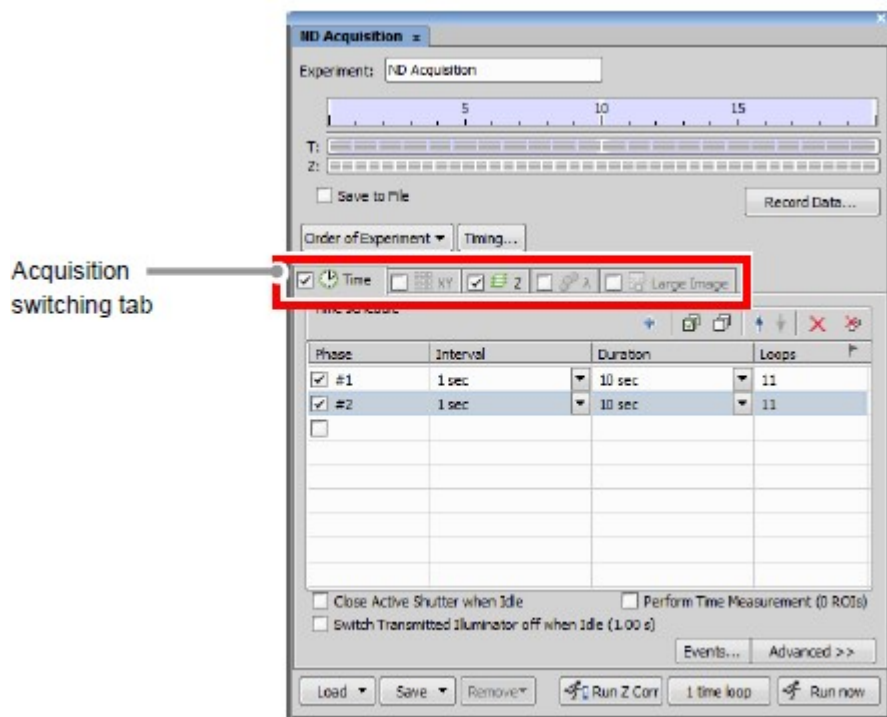 ND Acquisition
Experiment: ND Acquisition
5 10 15
T:
Z:
Save to File
Record Data...
Order of Experiment Timing...
Acquisition
switching tab
Time XY Z λ Large Image
Time schedule
Phase Interval Duration Loops
#1 1 sec 10 sec 11
#2 1 sec 10 sec 11
Close Active Shutter when Idle Perform Time Measurement (0 ROIs)
Switch Transmitted Illuminator off when Idle (1.00 s)
Events... Advanced >>
Load Save Remove Run Z Corr 1 time loop Run now